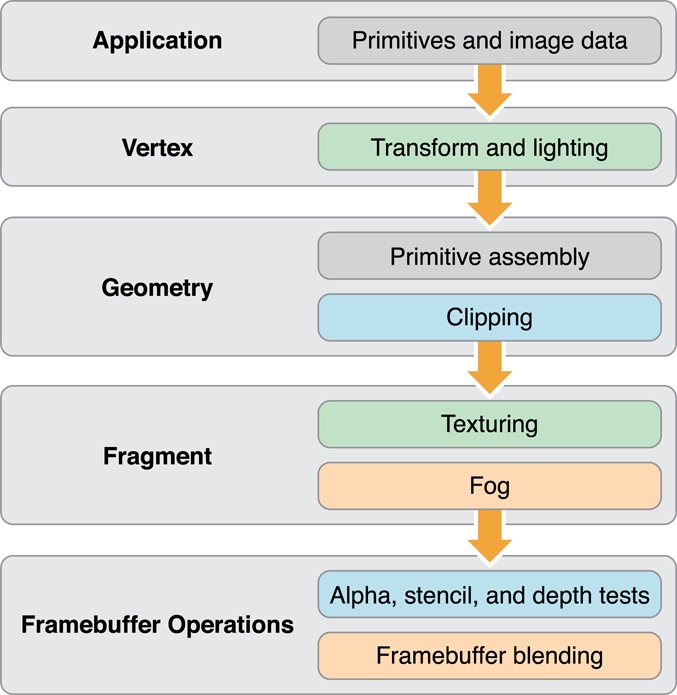 Application
Primitives and image data
Vertex
Transform and lighting
Geometry
Primitive assembly
Clipping
Fragment
Texturing
Fog
Framebuffer Operations
Alpha, stencil, and depth tests
Framebuffer blending